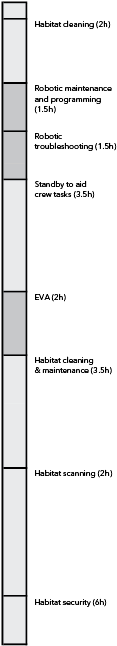 Habitat cleaning (2h)
Robotic maintenance
and programming
(1.5h)
Robotic
troubleshooting (1.5h)
Standby to aid
crew tasks (3.5h)
EVA (2h)
Habitat cleaning
& maintenance (3.5h)
Habitat scanning (2h)
Habitat security (6h)